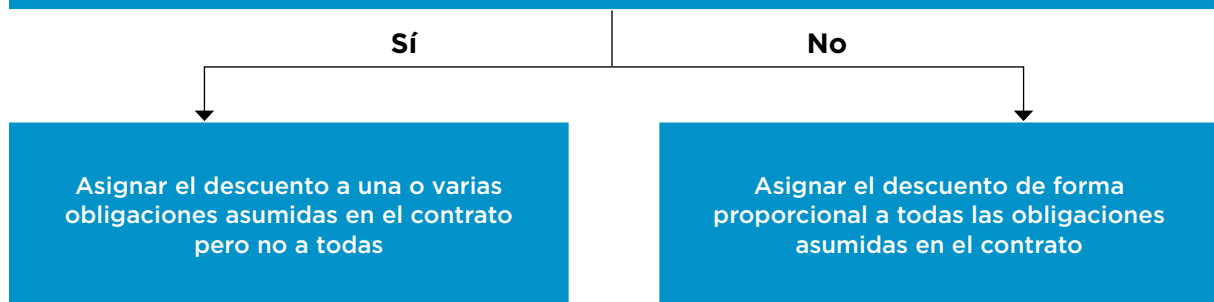 Sí
No
Asignar el descuento a una o varias
obligaciones asumidas en el contrato
pero no a todas
Asignar el descuento de forma
proporcional a todas las obligaciones
asumidas en el contrato